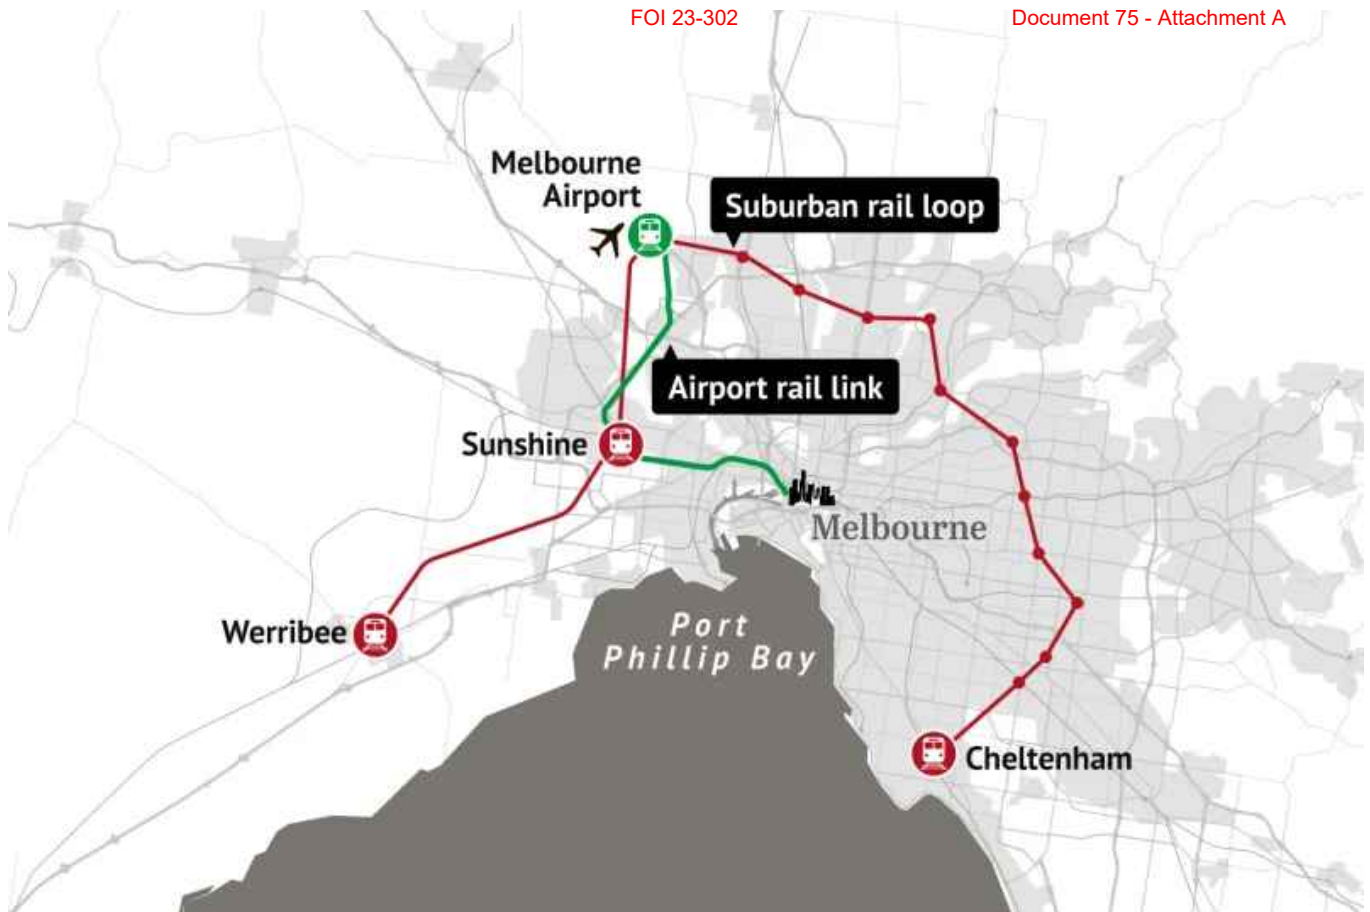 FOI 23-302
Document 75 - Attachment A
Melbourne
Airport
Suburban rail loop
Airport rail link
Sunshine
Melbourne
Werribee
Port
Phillip Bay
Cheltenham